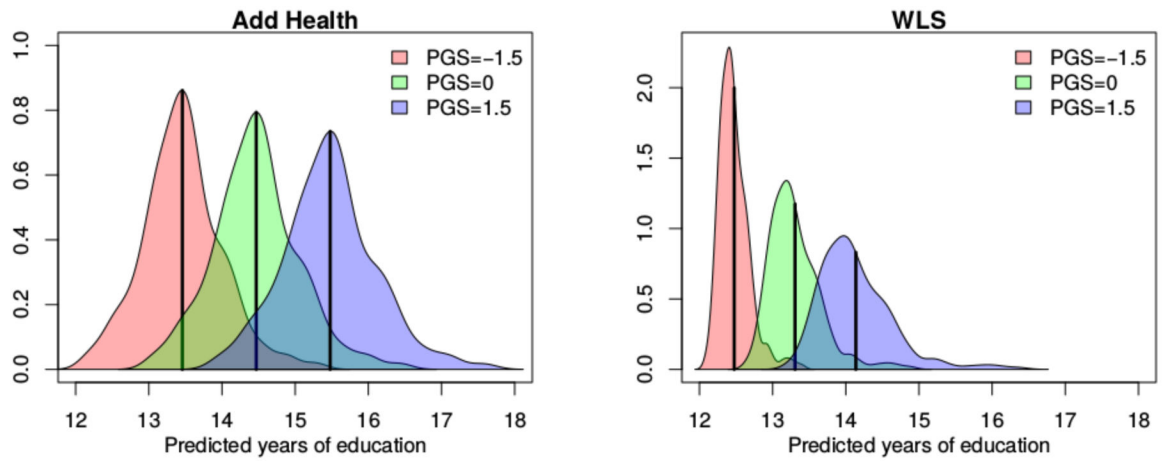 Add Health
PGS=−1.5
PGS=0
PGS=1.5
1.0
0.8
0.6
0.4
0.2
0.0
12 13 14 15 16 17 18
Predicted years of education
WLS
PGS=−1.5
PGS=0
PGS=1.5
2.0
1.5
1.0
0.5
0.0
12 13 14 15 16 17 18
Predicted years of education